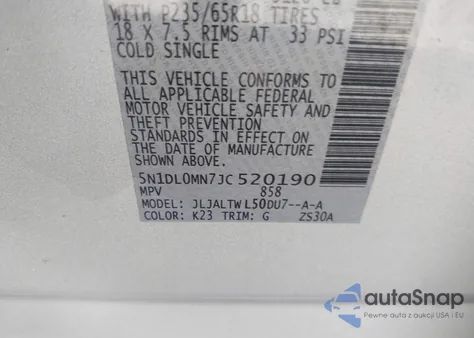 WITH P235/65R18 TIRES
18 X 7.5 RIMS AT 33 PSI
COLD SINGLE
THIS VEHICLE CONFORMS TO
ALL APPLICABLE FEDERAL
MOTOR VEHICLE SAFETY AND
THEFT PREVENTION
STANDARDS IN EFFECT ON
THE DATE OF MANUFACTURE
SHOWN ABOVE.
5N1DL0MN7JC520190
MPV 858
MODEL: JLJALTWL50DU7--A-A
COLOR: K23 TRIM: G ZS30A
autoSnap
Pewne auta z aukcji USA i EU